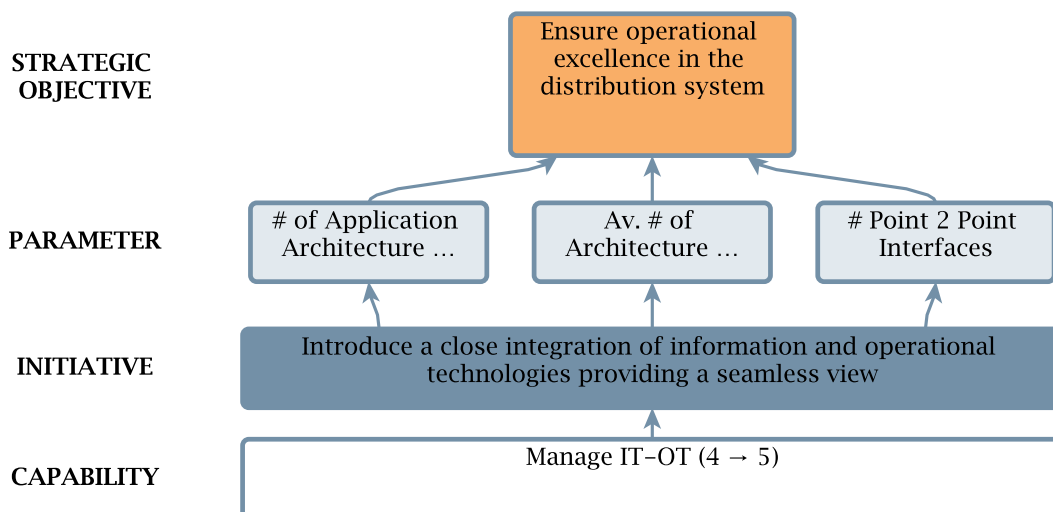 STRATEGIC
OBJECTIVE
Ensure operational
excellence in the
distribution system
PARAMETER
# of Application
Architecture …
Av. # of
Architecture …
# Point 2 Point
Interfaces
INITIATIVE
Introduce a close integration of information and operational
technologies providing a seamless view
CAPABILITY
Manage IT–OT (4 → 5)